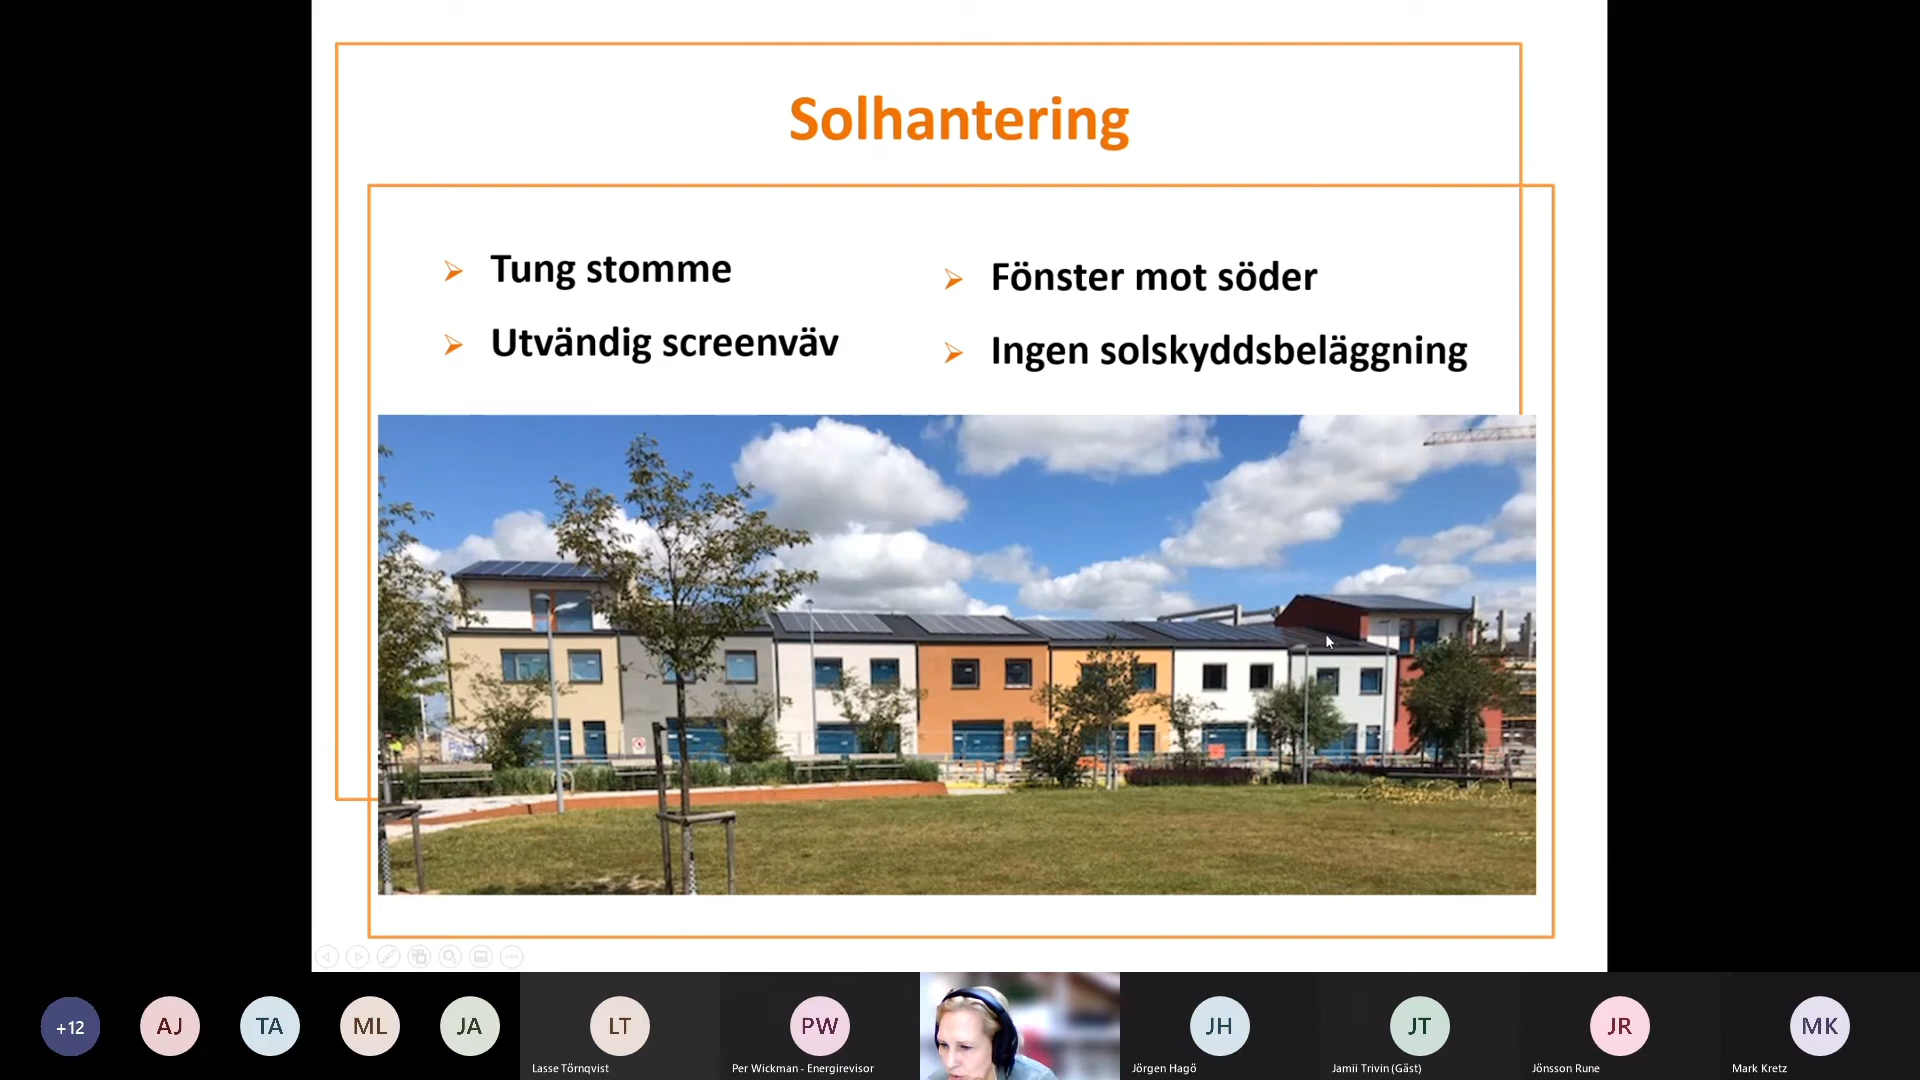 Solhantering
Tung stomme
Utvändig screenväv
Fönster mot söder
Ingen solskyddsbeläggning
+12
AJ
TA
ML
JA
LT
Lasse Törnqvist
PW
Per Wickman - Energirevisor
JH
Jörgen Hagö
JT
Jamii Trivin (Gäst)
JR
Jönsson Rune
MK
Mark Kretz